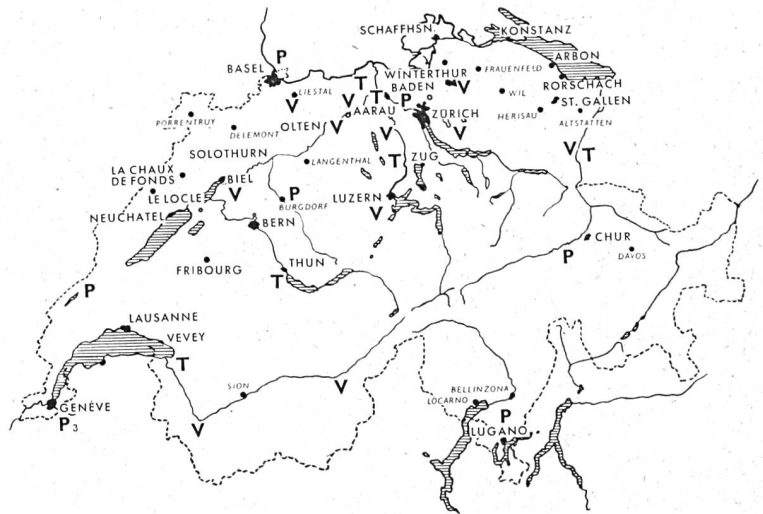 SCHAFFHSN
KONSTANZ
P
BASEL
ARBON
T
WINTERTHUR
FRAUENFELD
V
LIESTAL
V
T
BADEN
P
V
RORSCHACH
WIL
ST. GALLEN
AARAU
ZÜRICH
HERISAU
PORRENTRUY
DELEMONT
OLTEN
V
V
V
ALTSTATTEN
SOLOTHURN
LANGENTHAL
T
ZUG
V T
LA CHAUX
DE FONDS
BIEL
LE LOCLE
V
P
BURGDORF
LUZERN
V
NEUCHATEL
BERN
CHUR
P
DAVOS
FRIBOURG
THUN
T
P
LAUSANNE
VEVEY
T
SION
V
BELLINZONA
LOCARNO
GENÈVE
P
P 3
V
LUGANO